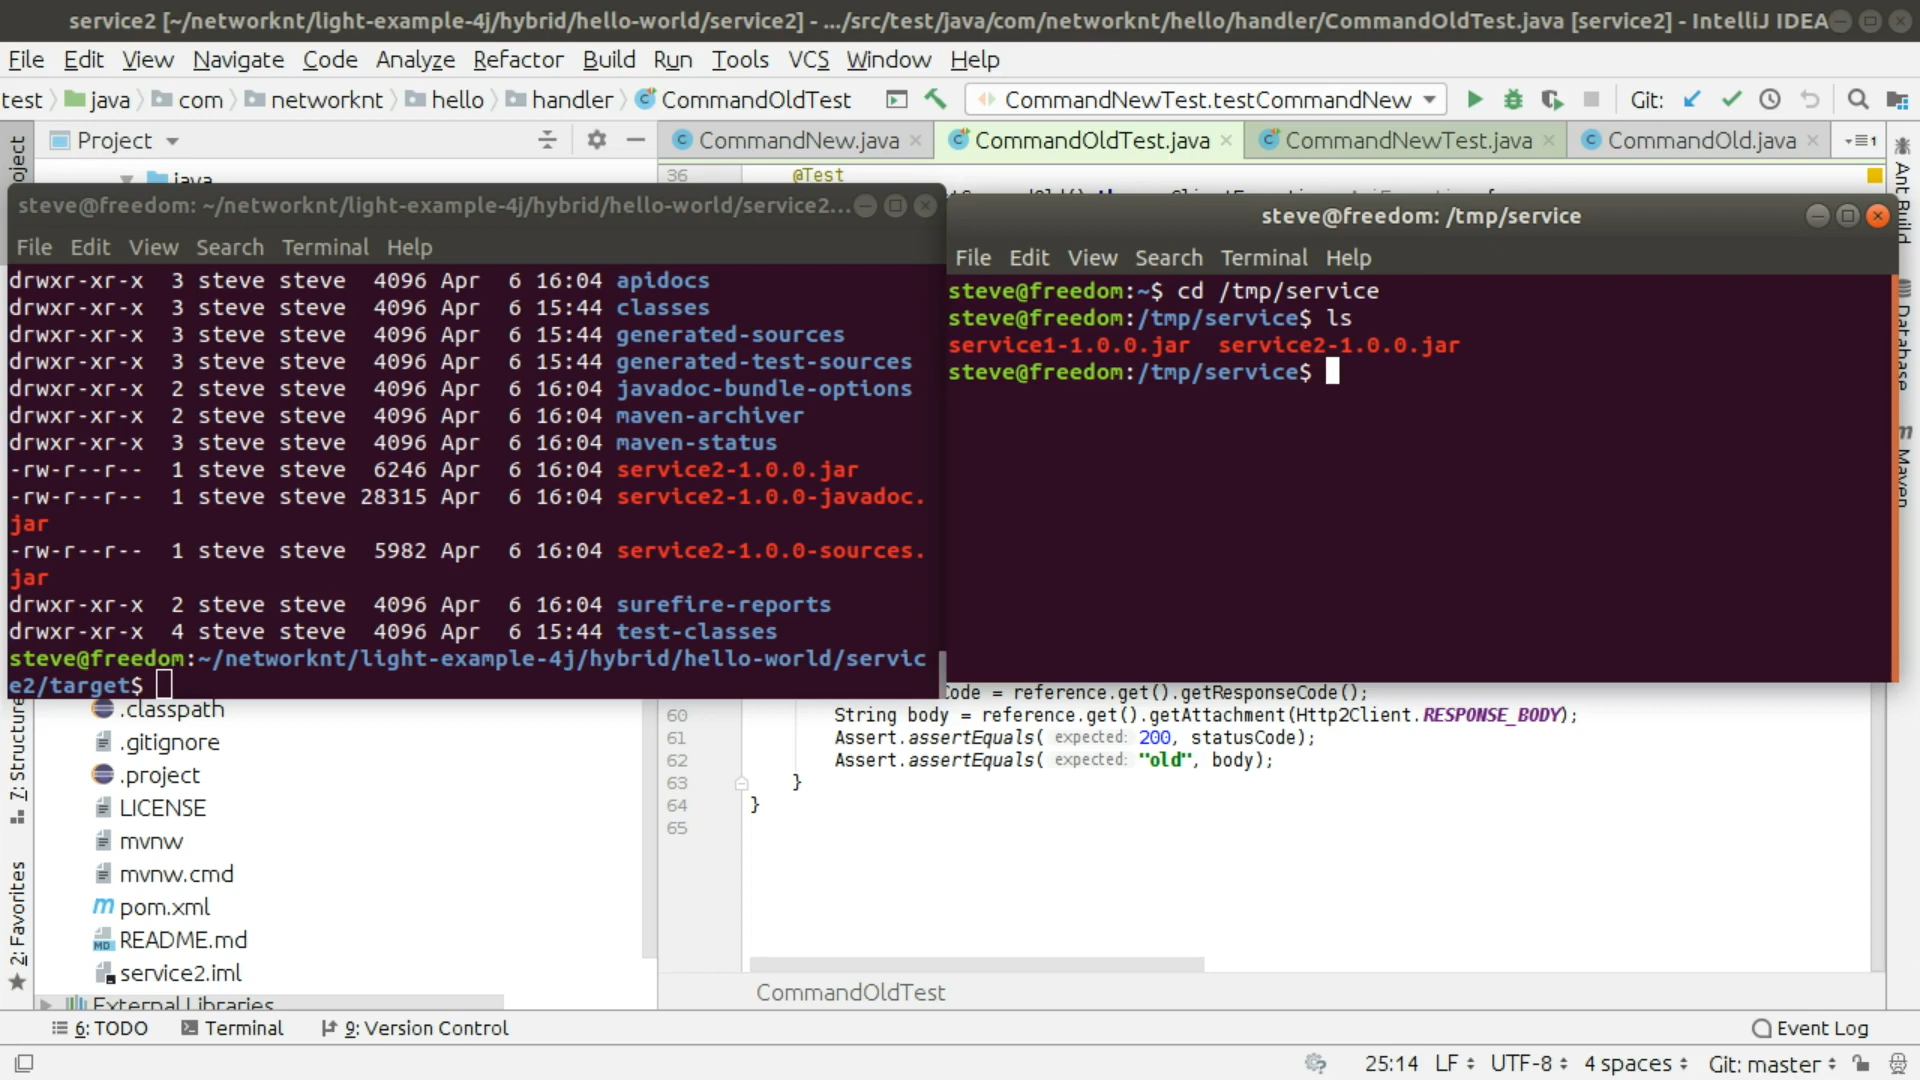 service2 [~/networknt/light-example-4j/hybrid/hello-world/service2] - .../src/test/java/com/networknt/hello/handler/CommandOldTest.java [service2] - IntelliJ IDEA
File Edit View Navigate Code Analyze Refactor Build Run Tools VCS Window Help
test java com networknt hello handler CommandOldTest CommandNewTest.testCommandNew Git:
Project CommandNew.java CommandOldTest.java CommandNewTest.java CommandOld.java 1
java
36 @Test
steve@freedom: ~/networknt/light-example-4j/hybrid/hello-world/service2...
File Edit View Search Terminal Help
drwxr-xr-x 3 steve steve 4096 Apr 6 16:04 apidocs
drwxr-xr-x 3 steve steve 4096 Apr 6 15:44 classes
drwxr-xr-x 3 steve steve 4096 Apr 6 15:44 generated-sources
drwxr-xr-x 3 steve steve 4096 Apr 6 15:44 generated-test-sources
drwxr-xr-x 2 steve steve 4096 Apr 6 16:04 javadoc-bundle-options
drwxr-xr-x 2 steve steve 4096 Apr 6 16:04 maven-archiver
drwxr-xr-x 3 steve steve 4096 Apr 6 16:04 maven-status
-rw-r--r-- 1 steve steve 6246 Apr 6 16:04 service2-1.0.0.jar
-rw-r--r-- 1 steve steve 28315 Apr 6 16:04 service2-1.0.0-javadoc.
jar
-rw-r--r-- 1 steve steve 5982 Apr 6 16:04 service2-1.0.0-sources.
jar
drwxr-xr-x 2 steve steve 4096 Apr 6 16:04 surefire-reports
drwxr-xr-x 4 steve steve 4096 Apr 6 15:44 test-classes
steve@freedom:~/networknt/light-example-4j/hybrid/hello-world/servic
e2/target$
steve@freedom: /tmp/service
File Edit View Search Terminal Help
steve@freedom:~$ cd /tmp/service
steve@freedom:/tmp/service$ ls
service1-1.0.0.jar service2-1.0.0.jar
steve@freedom:/tmp/service$
Code = reference.get().getResponseCode();
60 String body = reference.get().getAttachment(Http2Client.RESPONSE_BODY);
61 Assert.assertEquals( expected: 200, statusCode);
62 Assert.assertEquals( expected: "old", body);
63 }
64 }
65
.classpath
.gitignore
.project
LICENSE
mvnw
mvnw.cmd
pom.xml
README.md
service2.iml
External Libraries
CommandOldTest
7: Structure
2: Favorites
Ant Build
Database
Maven
6: TODO Terminal 9: Version Control Event Log
25:14 LF UTF-8 4 spaces Git: master